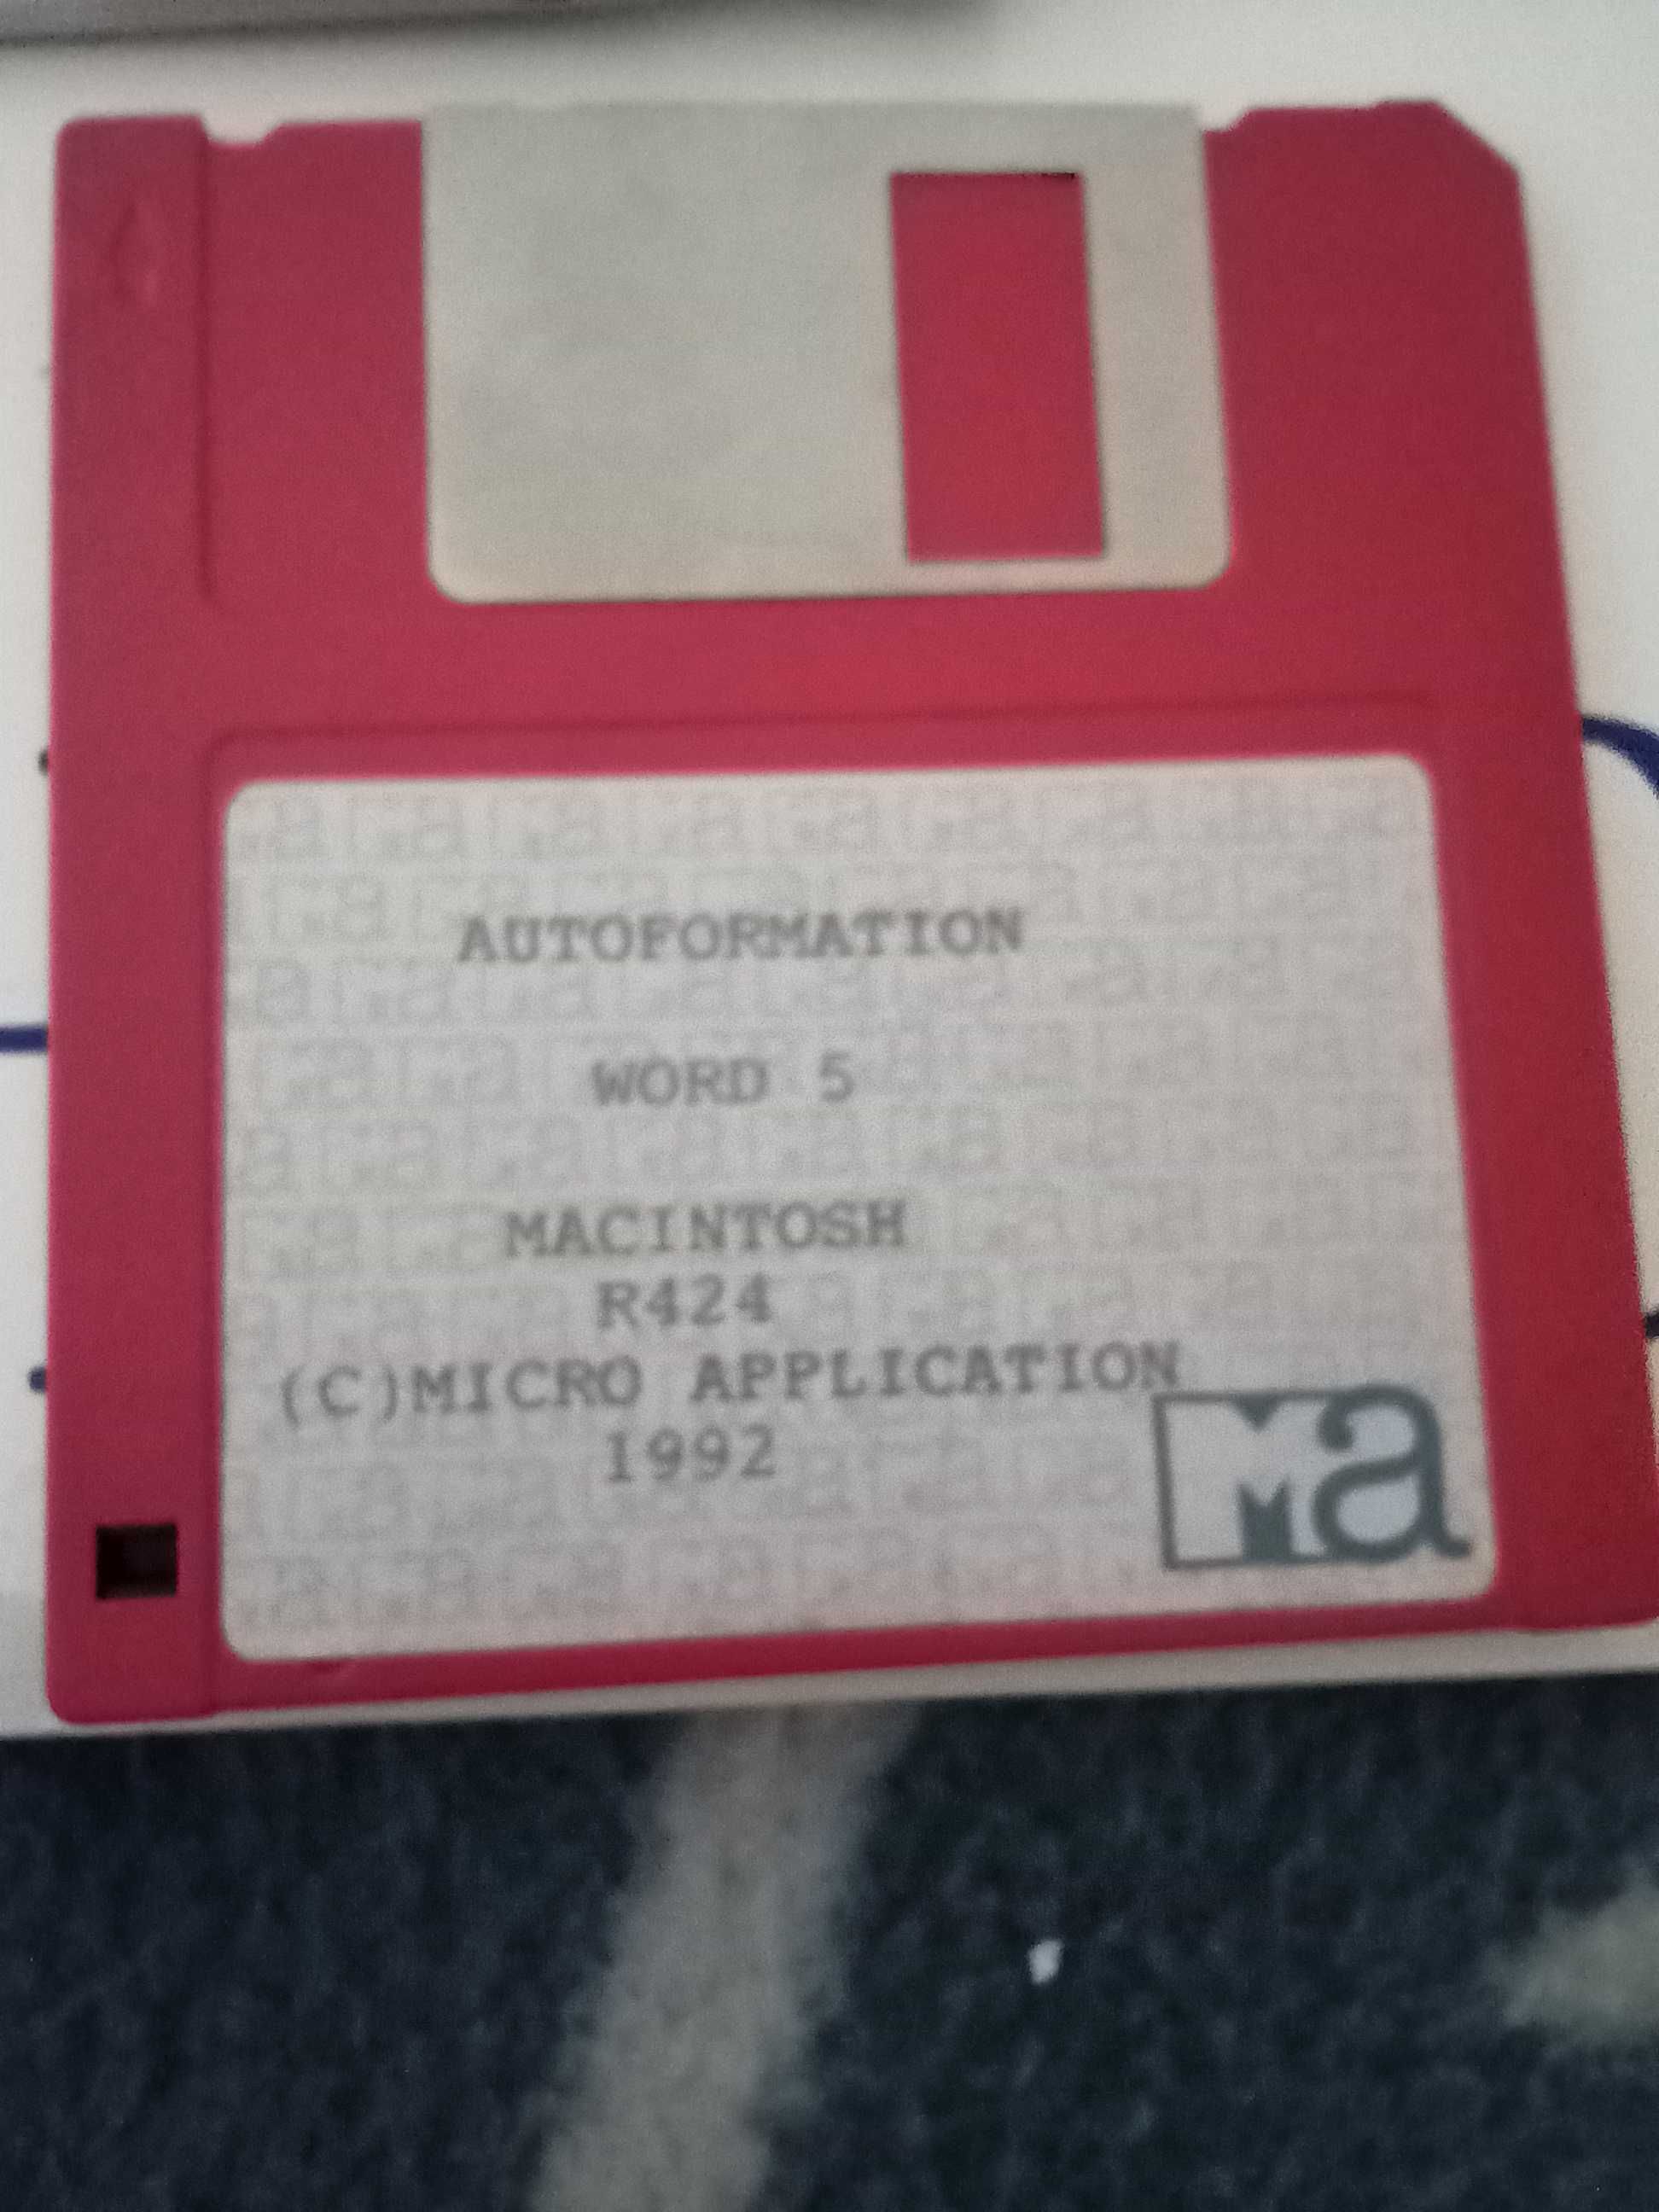 AUTOFORMATION
WORD 5
MACINTOSH
R424
(C)MICRO APPLICATION
1992
Ma